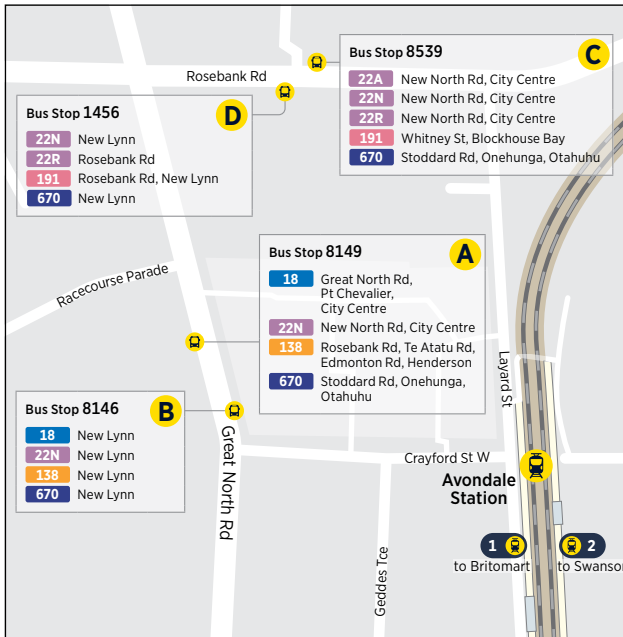 Rosebank Rd
Bus Stop 8539
C
22A New North Rd, City Centre
22N New North Rd, City Centre
22R New North Rd, City Centre
191 Whitney St, Blockhouse Bay
670 Stoddard Rd, Onehunga, Otahuhu
Bus Stop 1456
D
22N New Lynn
22R Rosebank Rd
191 Rosebank Rd, New Lynn
670 New Lynn
Bus Stop 8149
A
18 Great North Rd,
Pt Chevalier,
City Centre
22N New North Rd, City Centre
138 Rosebank Rd, Te Atatu Rd,
Edmonton Rd, Henderson
670 Stoddard Rd, Onehunga,
Otahuhu
Racecourse Parade
Layard St
Bus Stop 8146
B
18 New Lynn
22N New Lynn
138 New Lynn
670 New Lynn
Great North Rd
Crayford St W
Avondale
Station
Geddes Tce
1
to Britomart
2
to Swanson